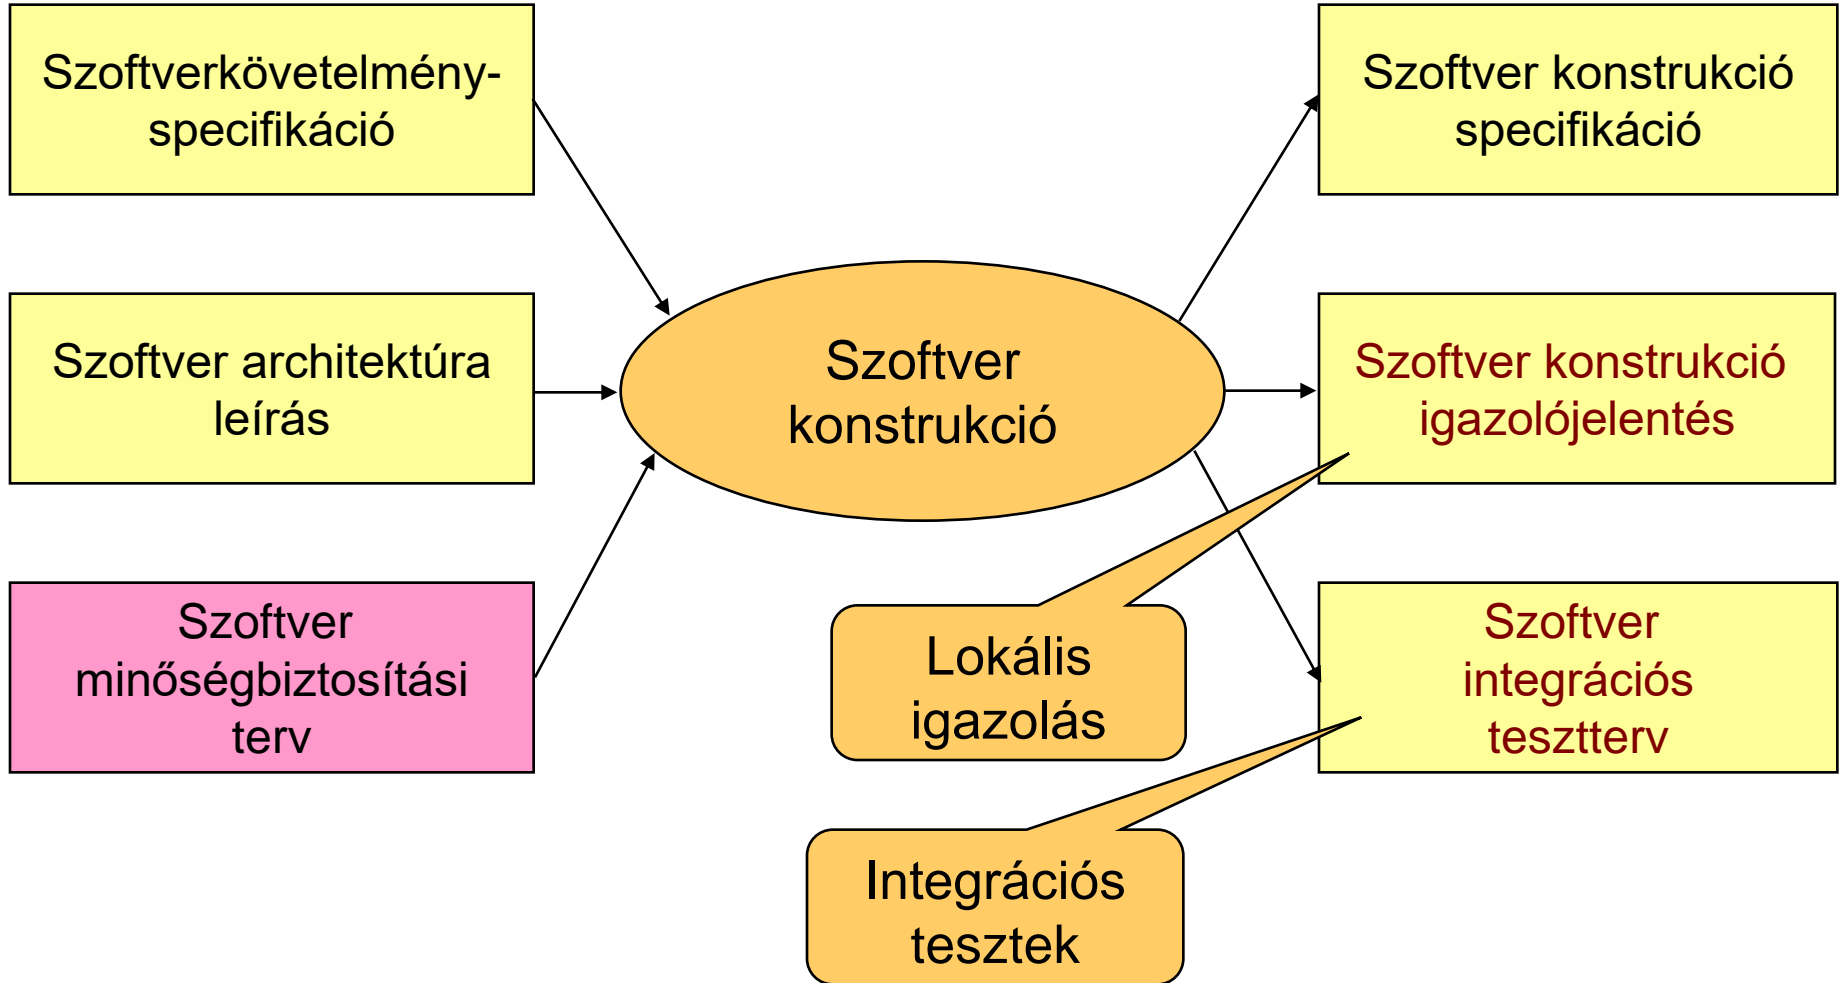 Szoftverkövetelmény-
specifikáció
Szoftver architektúra
leírás
Szoftver
minőségbiztosítási
terv
Szoftver
konstrukció
Szoftver konstrukció
specifikáció
Szoftver konstrukció
igazolójelentés
Szoftver
integrációs
tesztterv
Lokális
igazolás
Integrációs
tesztek